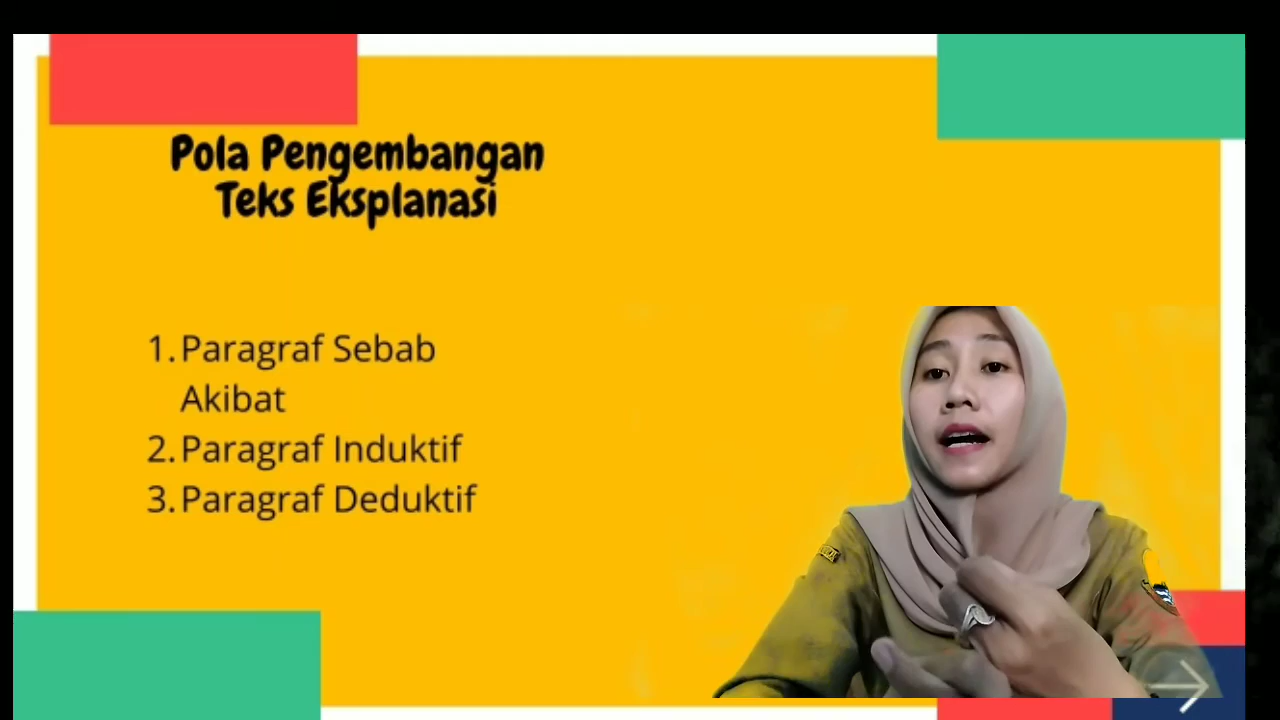 Pola Pengembangan
Teks Eksplanasi
1. Paragraf Sebab
Akibat
2. Paragraf Induktif
3. Paragraf Deduktif